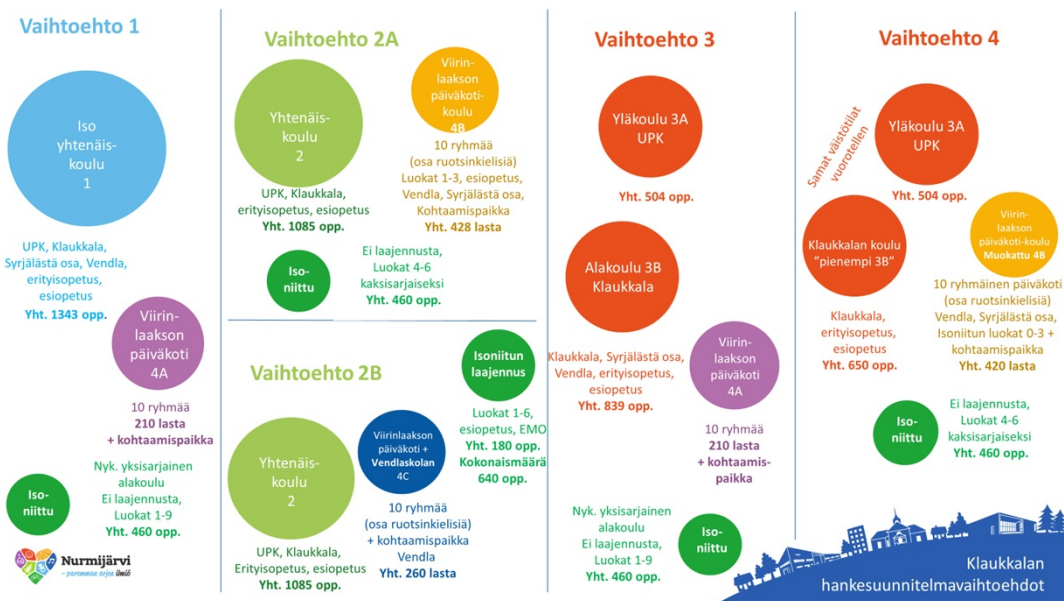 Vaihtoehto 1
Iso
yhtenäis-
koulu
1
UPK, Klaukkala,
Syrjälästä osa, Vendla,
erityisopetus,
esiopetus
Yht. 1343 opp.
Viirin-
laakson
päiväkoti
4A
10 ryhmää
210 lasta
+ kohtaamispaikka
Iso-
niittu
Nyk. yksisarjainen
alakoulu
Ei laajennusta,
Luokat 1-9
Yht. 460 opp.
Nurmijärvi
– paremman arjen ilmiö
Vaihtoehto 2A
Yhtenäis-
koulu
2
UPK, Klaukkala,
erityisopetus, esiopetus
Yht. 1085 opp.
Viirin-
laakson
päiväkoti-
koulu
4B
10 ryhmää
(osa ruotsinkielisiä)
Luokat 1-3, esiopetus,
Vendla, Syrjälästä osa,
Kohtaamispaikka
Yht. 428 lasta
Iso-
niittu
Ei laajennusta,
Luokat 4-6
kaksisarjaiseksi
Yht. 460 opp.
Vaihtoehto 2B
Yhtenäis-
koulu
2
UPK, Klaukkala,
Erityisopetus, esiopetus
Yht. 1085 opp.
Viirinlaakson
päiväkoti +
Vendlaskolan
4C
10 ryhmää
(osa ruotsinkielisiä)
+ kohtaamispaikka
Vendla
Yht. 260 lasta
Isoniitun
laajennus
Luokat 1-6,
esiopetus, EMO
Yht. 180 opp.
Kokonaismäärä
640 opp.
Vaihtoehto 3
Yläkoulu 3A
UPK
Yht. 504 opp.
Alakoulu 3B
Klaukkala
Klaukkala, Syrjälästä osa,
Vendla, erityisopetus,
esiopetus
Yht. 839 opp.
Viirin-
laakson
päiväkoti
4A
10 ryhmää
210 lasta
+ kohtaamis-
paikka
Nyk. yksisarjainen
alakoulu
Ei laajennusta,
Luokat 1-9
Yht. 460 opp.
Iso-
niittu
Vaihtoehto 4
Samat väistötilat
vuorotellen
Yläkoulu 3A
UPK
Yht. 504 opp.
Klaukkalan koulu
”pienempi 3B”
Klaukkala,
erityisopetus,
esiopetus
Yht. 650 opp.
Viirin-
laakson
päiväkoti-koulu
Muokattu 4B
10 ryhmäinen päiväkoti
(osa ruotsinkielisiä)
Vendla, Syrjälästä osa,
Isoniitun luokat 0-3 +
kohtaamispaikka
Yht. 420 lasta
Iso-
niittu
Ei laajennusta,
Luokat 4-6
kaksisarjaiseksi
Yht. 460 opp.
Klaukkalan
hankesuunnitelmavaihtoehdot